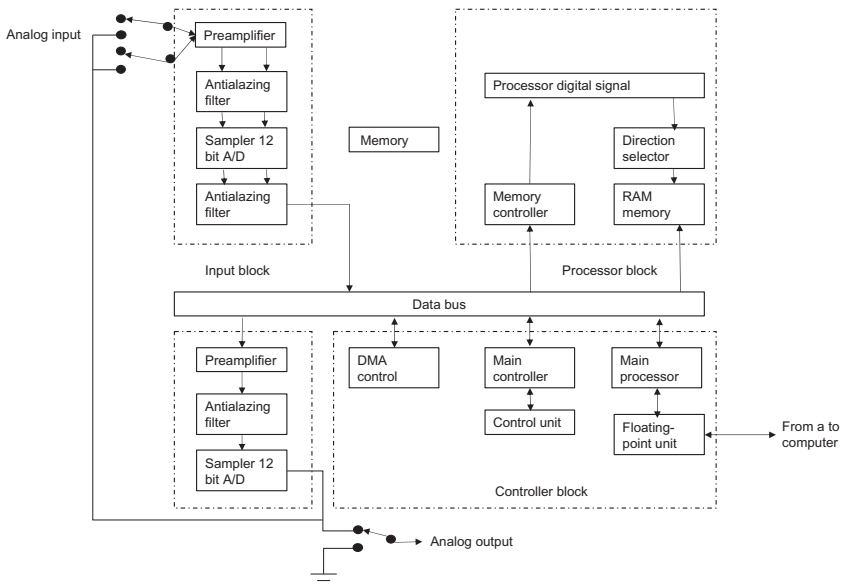 Analog input
Preamplifier
Antialazing
filter
Sampler 12
bit A/D
Antialazing
filter
Input block
Memory
Processor digital signal
Direction
selector
Memory
controller
RAM
memory
Processor block
Data bus
Preamplifier
Antialazing
filter
Sampler 12
bit A/D
DMA
control
Main
controller
Control unit
Main
processor
Floating-
point unit
From a to
computer
Controller block
Analog output